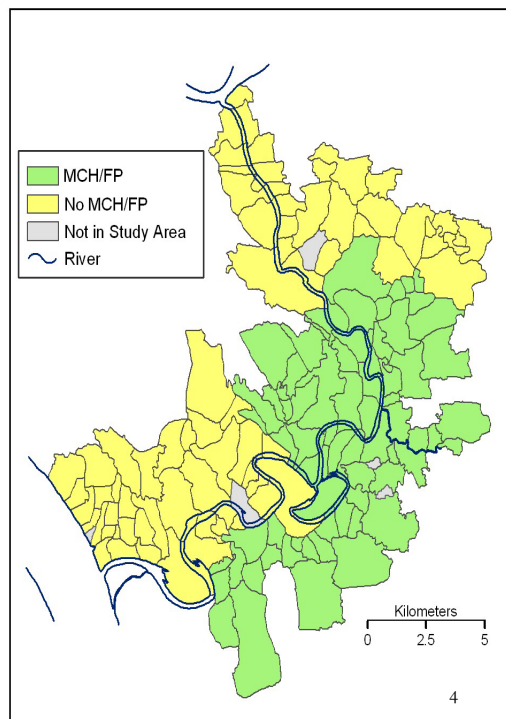 MCH/FP
No MCH/FP
Not in Study Area
River
Kilometers
0 2.5 5
4